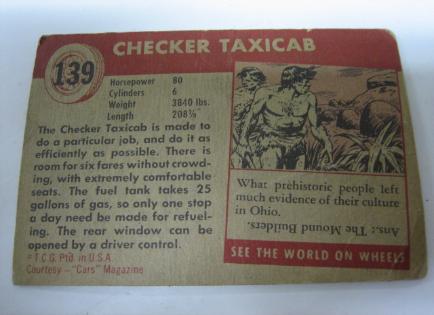 139
CHECKER TAXICAB
Horsepower 80
Cylinders 6
Weight 3840 lbs.
Length 208⅞
The Checker Taxicab is made to
do a particular job, and do it as
efficiently as possible. There is
room for six fares without crowd-
ing, with extremely comfortable
seats. The fuel tank takes 25
gallons of gas, so only one stop
a day need be made for refuel-
ing. The rear window can be
opened by a driver control.
© T.C.G. Ptd. in U.S.A.
Courtesy — "Cars" Magazine
What prehistoric people left
much evidence of their culture
in Ohio.
Ans.: The Mound Builders.
SEE THE WORLD ON WHEELS